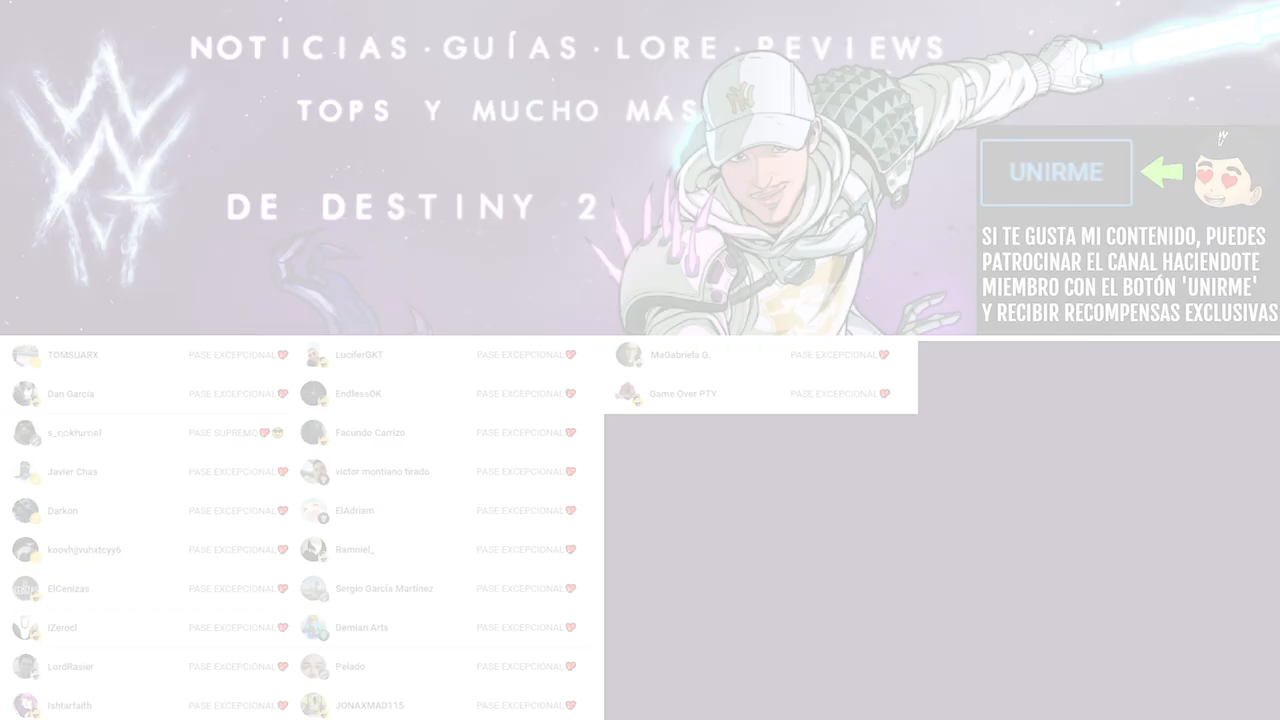 NOTICIAS · GUÍAS · LORE · REVIEWS
TOPS Y MUCHO MÁS
DE DESTINY 2
UNIRME
SI TE GUSTA MI CONTENIDO, PUEDES
PATROCINAR EL CANAL HACIENDOTE
MIEMBRO CON EL BOTÓN 'UNIRME'
Y RECIBIR RECOMPENSAS EXCLUSIVAS
TOMSUARX PASE EXCEPCIONAL
Dan García PASE EXCEPCIONAL
s_nokturnel PASE SUPREMO
Javier Chas PASE EXCEPCIONAL
Darkon PASE EXCEPCIONAL
PASE EXCEPCIONAL
ElCenizas PASE EXCEPCIONAL
PASE EXCEPCIONAL
LordRasier PASE EXCEPCIONAL
Ishtarfaith PASE EXCEPCIONAL
LuciferGKT PASE EXCEPCIONAL
EndlessOK PASE EXCEPCIONAL
Facundo Carrizo PASE EXCEPCIONAL
victor montiano tirado PASE EXCEPCIONAL
ElAdriam PASE EXCEPCIONAL
Ramniel_ PASE EXCEPCIONAL
Sergio García Martínez PASE EXCEPCIONAL
Demian Arts PASE EXCEPCIONAL
Pelado PASE EXCEPCIONAL
JONAXMAD115 PASE EXCEPCIONAL
MaGabriela G. PASE EXCEPCIONAL
Game Over PTY PASE EXCEPCIONAL